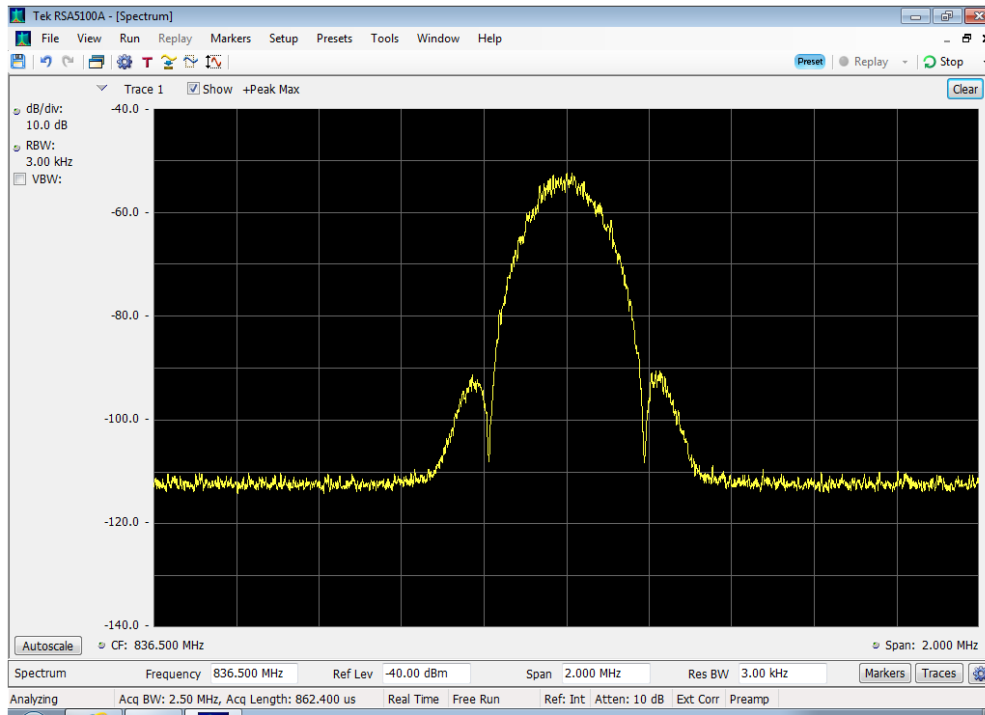 Tek RSA5100A - [Spectrum]
File View Run Replay Markers Setup Presets Tools Window Help
T Preset Replay Stop
Trace 1 Show +Peak Max Clear
dB/div: -40.0 -
10.0 dB
RBW:
3.00 kHz
VBW:
-60.0 -
-80.0 -
-100.0 -
-120.0 -
-140.0 -
Autoscale CF: 836.500 MHz Span: 2.000 MHz
Spectrum Frequency 836.500 MHz Ref Lev -40.00 dBm Span 2.000 MHz Res BW 3.00 kHz Markers Traces
Analyzing Acq BW: 2.50 MHz, Acq Length: 862.400 us Real Time Free Run Ref: Int Atten: 10 dB Ext Corr Preamp